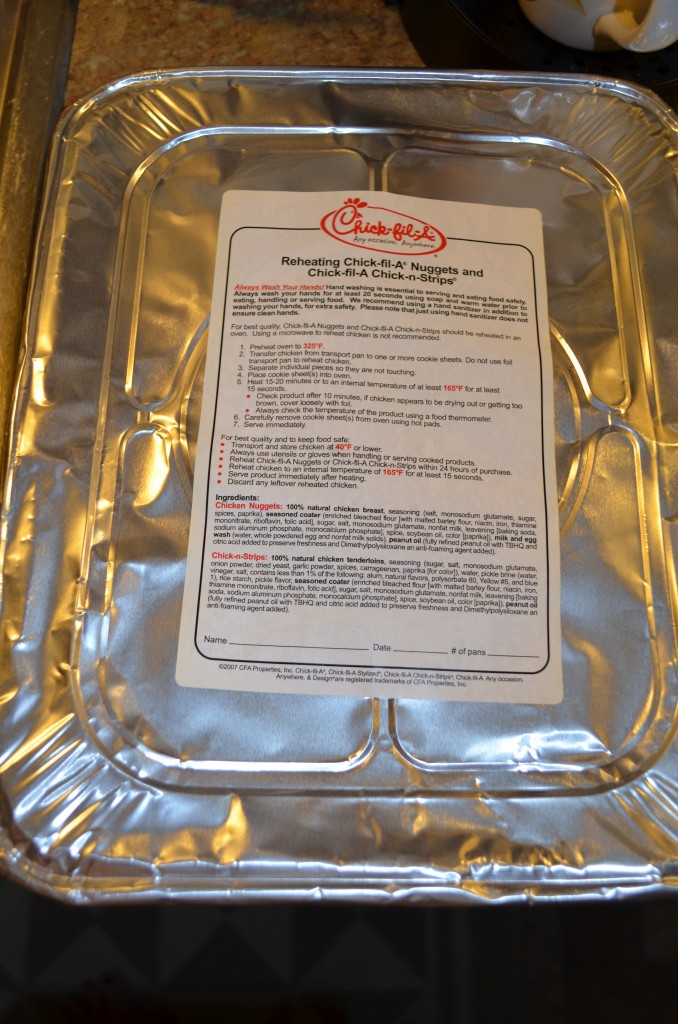 Chick-fil-A®
Any occasion. Anywhere.
Reheating Chick-fil-A® Nuggets and
Chick-fil-A Chick-n-Strips®
Always Wash Your Hands! Hand washing is essential to serving and eating food safely.
Always wash your hands for at least 20 seconds using soap and warm water prior to
eating, handling or serving food. We recommend using a hand sanitizer in addition to
washing your hands, for extra safety. Please note that just using hand sanitizer does not
ensure clean hands.
For best quality, Chick-fil-A Nuggets and Chick-fil-A Chick-n-Strips should be reheated in an
oven. Using a microwave to reheat chicken is not recommended.
1. Preheat oven to 325°F.
2. Transfer chicken from transport pan to one or more cookie sheets. Do not use foil
transport pan to reheat chicken.
3. Separate individual pieces so they are not touching.
4. Place cookie sheet(s) into oven.
5. Heat 15-20 minutes or to an internal temperature of at least 165°F for at least
15 seconds.
• Check product after 10 minutes, if chicken appears to be drying out or getting too
brown, cover loosely with foil.
• Always check the temperature of the product using a food thermometer.
6. Carefully remove cookie sheet(s) from oven using hot pads.
7. Serve immediately.
For best quality and to keep food safe:
• Transport and store chicken at 40°F or lower.
• Always use utensils or gloves when handling or serving cooked products.
• Reheat Chick-fil-A Nuggets or Chick-fil-A Chick-n-Strips within 24 hours of purchase.
• Reheat chicken to an internal temperature of 165°F for at least 15 seconds.
• Serve product immediately after heating.
• Discard any leftover reheated chicken.
Ingredients:
Chicken Nuggets: 100% natural chicken breast, seasoning (salt, monosodium glutamate, sugar,
spices, paprika), seasoned coater (enriched bleached flour [with malted barley flour, niacin, iron, thiamine
mononitrate, riboflavin, folic acid], sugar, salt, monosodium glutamate, nonfat milk, leavening [baking soda,
sodium aluminum phosphate, monocalcium phosphate], spice, soybean oil, color [paprika]), milk and egg
wash (water, whole powdered egg and nonfat milk solids), peanut oil (fully refined peanut oil with TBHQ and
citric acid added to preserve freshness and Dimethylpolysiloxane an anti-foaming agent added).
Chick-n-Strips: 100% natural chicken tenderloins, seasoning (sugar, salt, monosodium glutamate,
onion powder, dried yeast, garlic powder, spices, carrageenan, paprika [for color]), water, pickle brine (water,
vinegar, salt, contains less than 1% of the following: alum, natural flavors, polysorbate 80, Yellow #5, and blue
1), rice starch, pickle flavor, seasoned coater (enriched bleached flour [with malted barley flour, niacin, iron,
thiamine mononitrate, riboflavin, folic acid], sugar, salt, monosodium glutamate, nonfat milk, leavening [baking
soda, sodium aluminum phosphate, monocalcium phosphate], spice, soybean oil, color [paprika]), peanut oil
(fully refined peanut oil with TBHQ and citric acid added to preserve freshness and Dimethylpolysiloxane an
anti-foaming agent added).
Name Date # of pans
©2007 CFA Properties, Inc. Chick-fil-A®, Chick-fil-A Stylized®, Chick-fil-A Chick-n-Strips®, Chick-fil-A Any occasion.
Anywhere. & Design® are registered trademarks of CFA Properties, Inc.